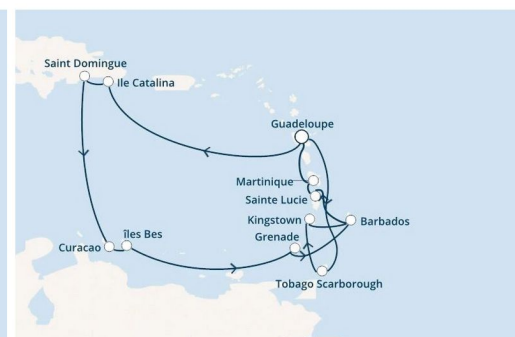 Saint Domingue
Ile Catalina
Guadeloupe
Martinique
Sainte Lucie
Kingstown
Barbados
Grenade
îles Bes
Curacao
Tobago Scarborough